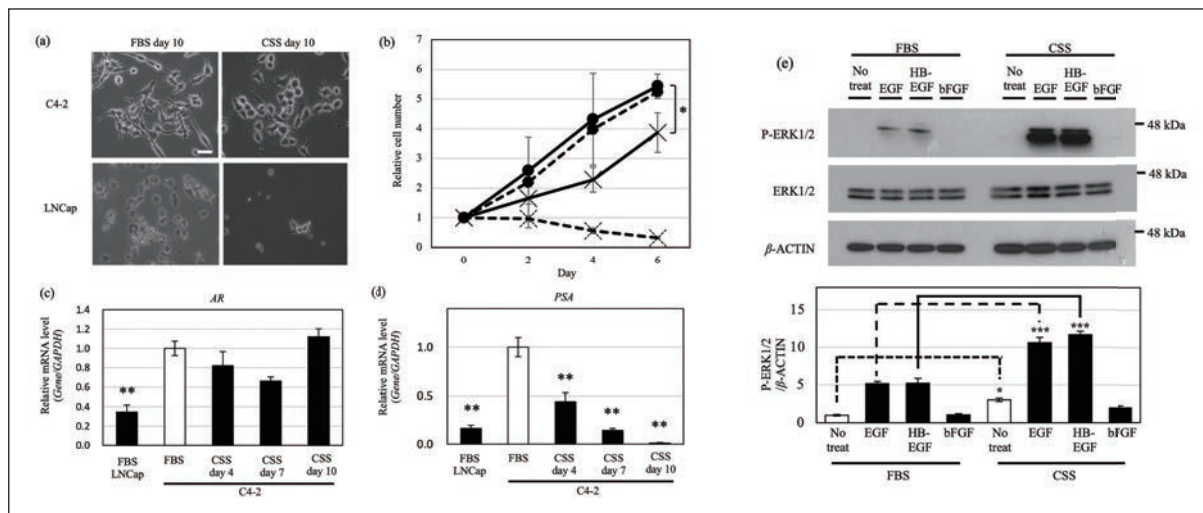 (a)
FBS day 10 CSS day 10
C4-2
LNCap
(b)
Relative cell number
7
6
5
4
3
2
1
0
0 2 4 6
Day
*
(c)
AR
Relative mRNA level
(Gene/GAPDH)
1.4
1.2
1.0
0.8
0.6
0.4
0.2
0.0
**
FBS FBS CSS CSS CSS
LNCap day 4 day 7 day 10
C4-2
(d)
PSA
Relative mRNA level
(Gene/GAPDH)
1.0
0.5
0.0
** ** ** **
FBS FBS CSS CSS CSS
LNCap day 4 day 7 day 10
C4-2
(e)
FBS CSS
No treat EGF HB-EGF bFGF No treat EGF HB-EGF bFGF
P-ERK1/2 48 kDa
ERK1/2 48 kDa
β-ACTIN 48 kDa
P-ERK1/2
/β-ACTIN
15
10
5
0
* *** ***
No treat EGF HB-EGF bFGF No treat EGF HB-EGF bFGF
FBS CSS